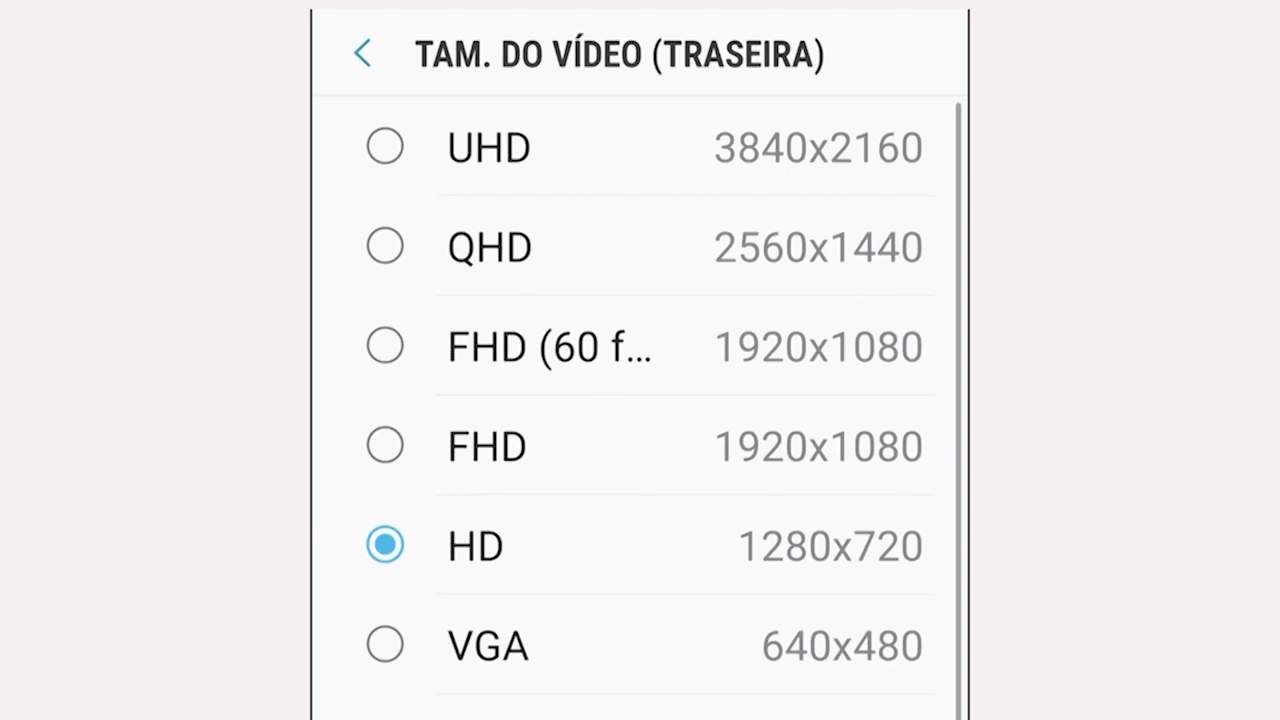 TAM. DO VÍDEO (TRASEIRA)
UHD 3840x2160
QHD 2560x1440
FHD (60 f... 1920x1080
FHD 1920x1080
HD 1280x720
VGA 640x480